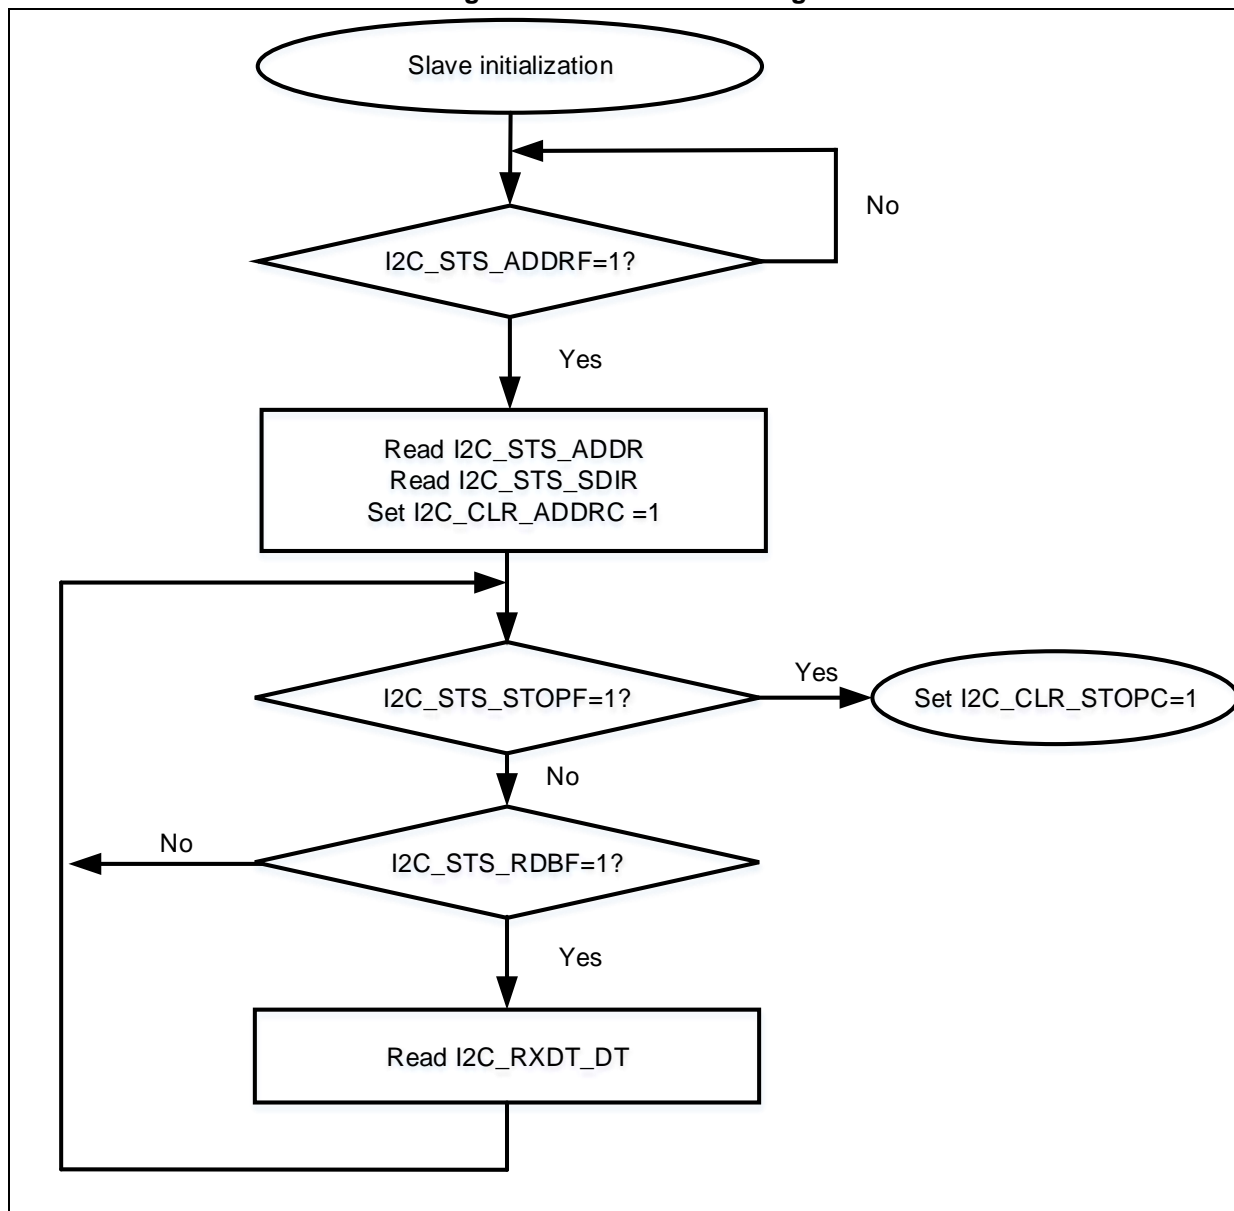 Slave initialization
No
I2C_STS_ADDRF=1?
Yes
Read I2C_STS_ADDR
Read I2C_STS_SDIR
Set I2C_CLR_ADDRC =1
Yes
I2C_STS_STOPF=1?
Set I2C_CLR_STOPC=1
No
No
I2C_STS_RDBF=1?
Yes
Read I2C_RXDT_DT